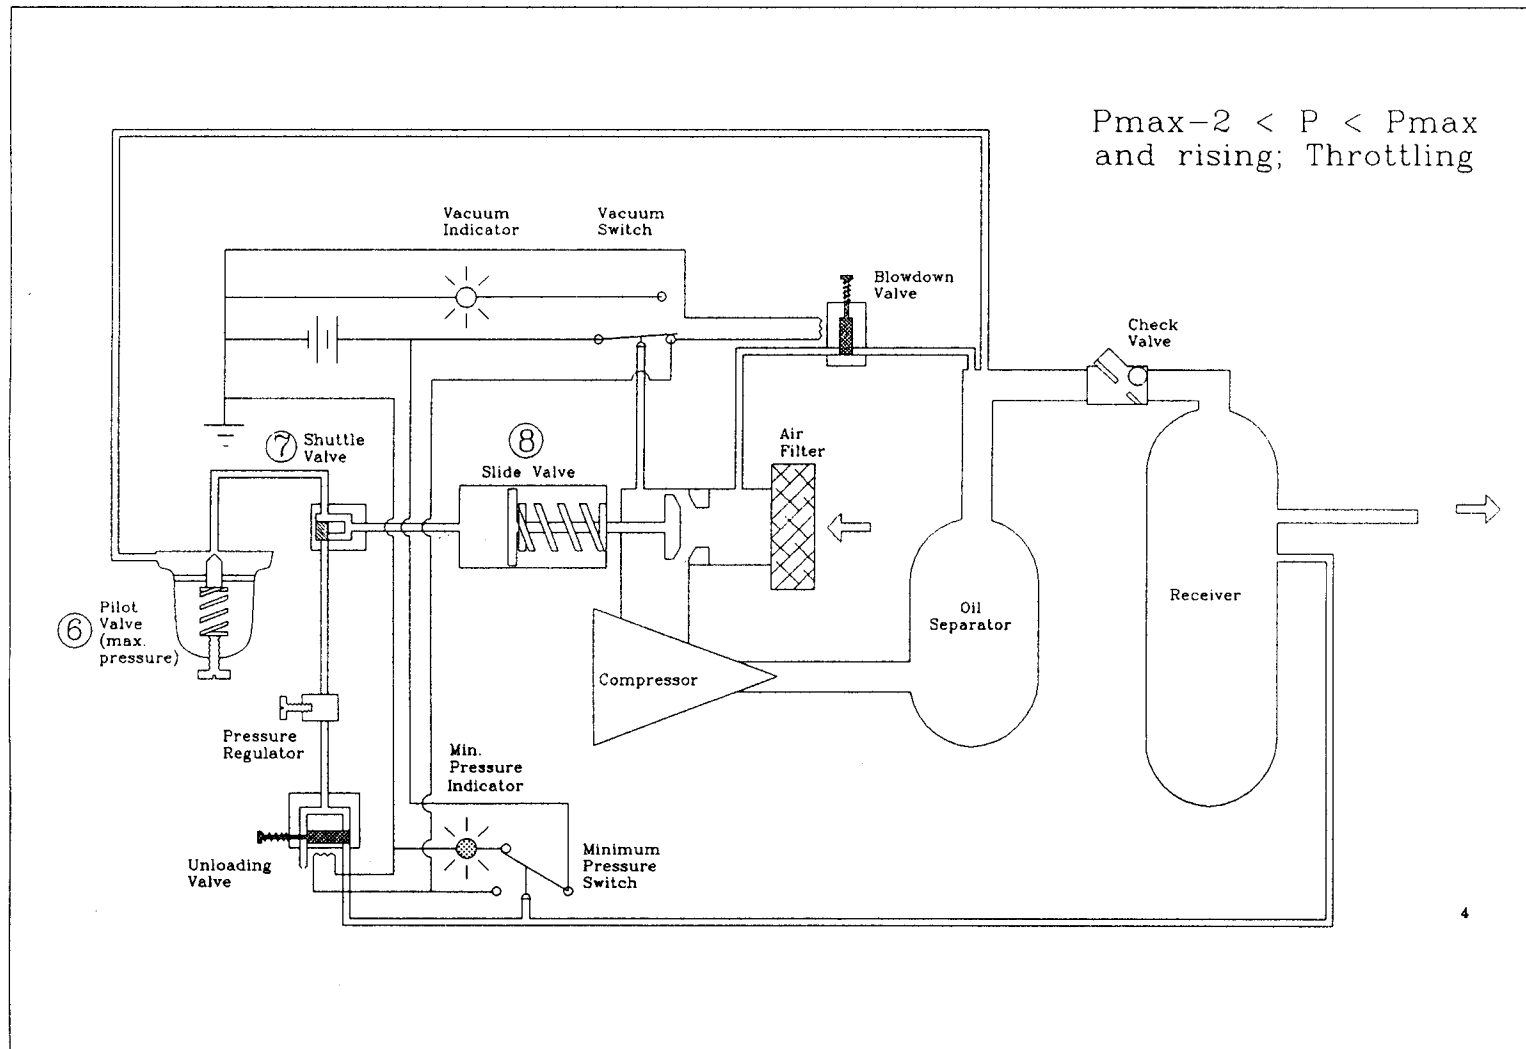 Pmax-2 < P < Pmax
and rising; Throttling
Vacuum
Indicator
Vacuum
Switch
Blowdown
Valve
Check
Valve
7
Shuttle
Valve
8
Slide Valve
Air
Filter
6
Pilot
Valve
(max.
pressure)
Oil
Separator
Receiver
Compressor
Pressure
Regulator
Min.
Pressure
Indicator
Unloading
Valve
Minimum
Pressure
Switch
4